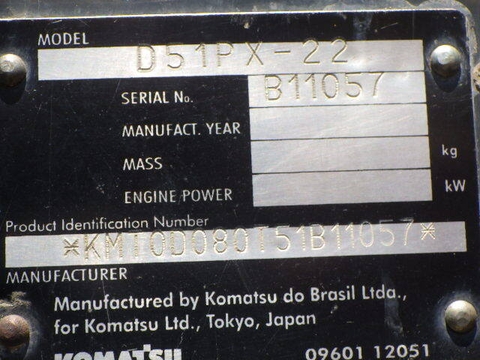 MODEL D51PX-22
SERIAL No. B11057
MANUFACT. YEAR
MASS kg
ENGINE POWER kW
Product Identification Number
*KMT0D080T51B11057*
MANUFACTURER
Manufactured by Komatsu do Brasil Ltda.,
for Komatsu Ltd., Tokyo, Japan
KOMATSU 09601 12051